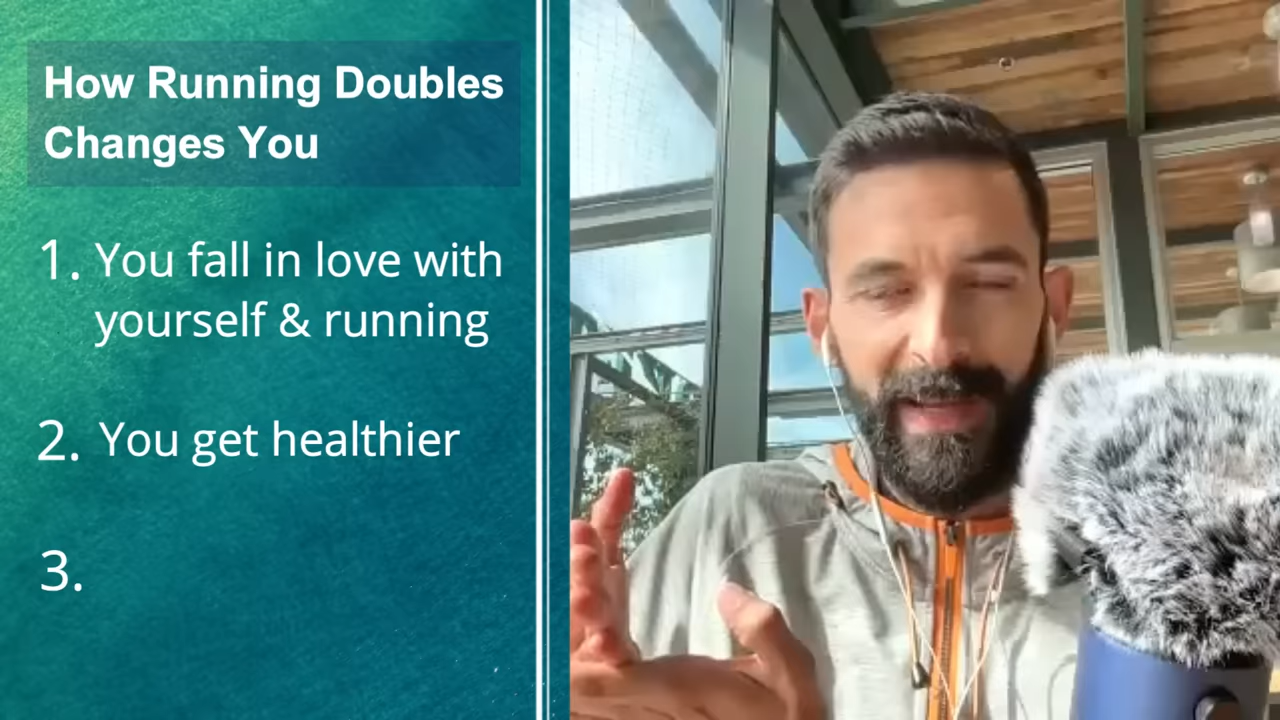 How Running Doubles
Changes You
1. You fall in love with
yourself & running
2. You get healthier
3.